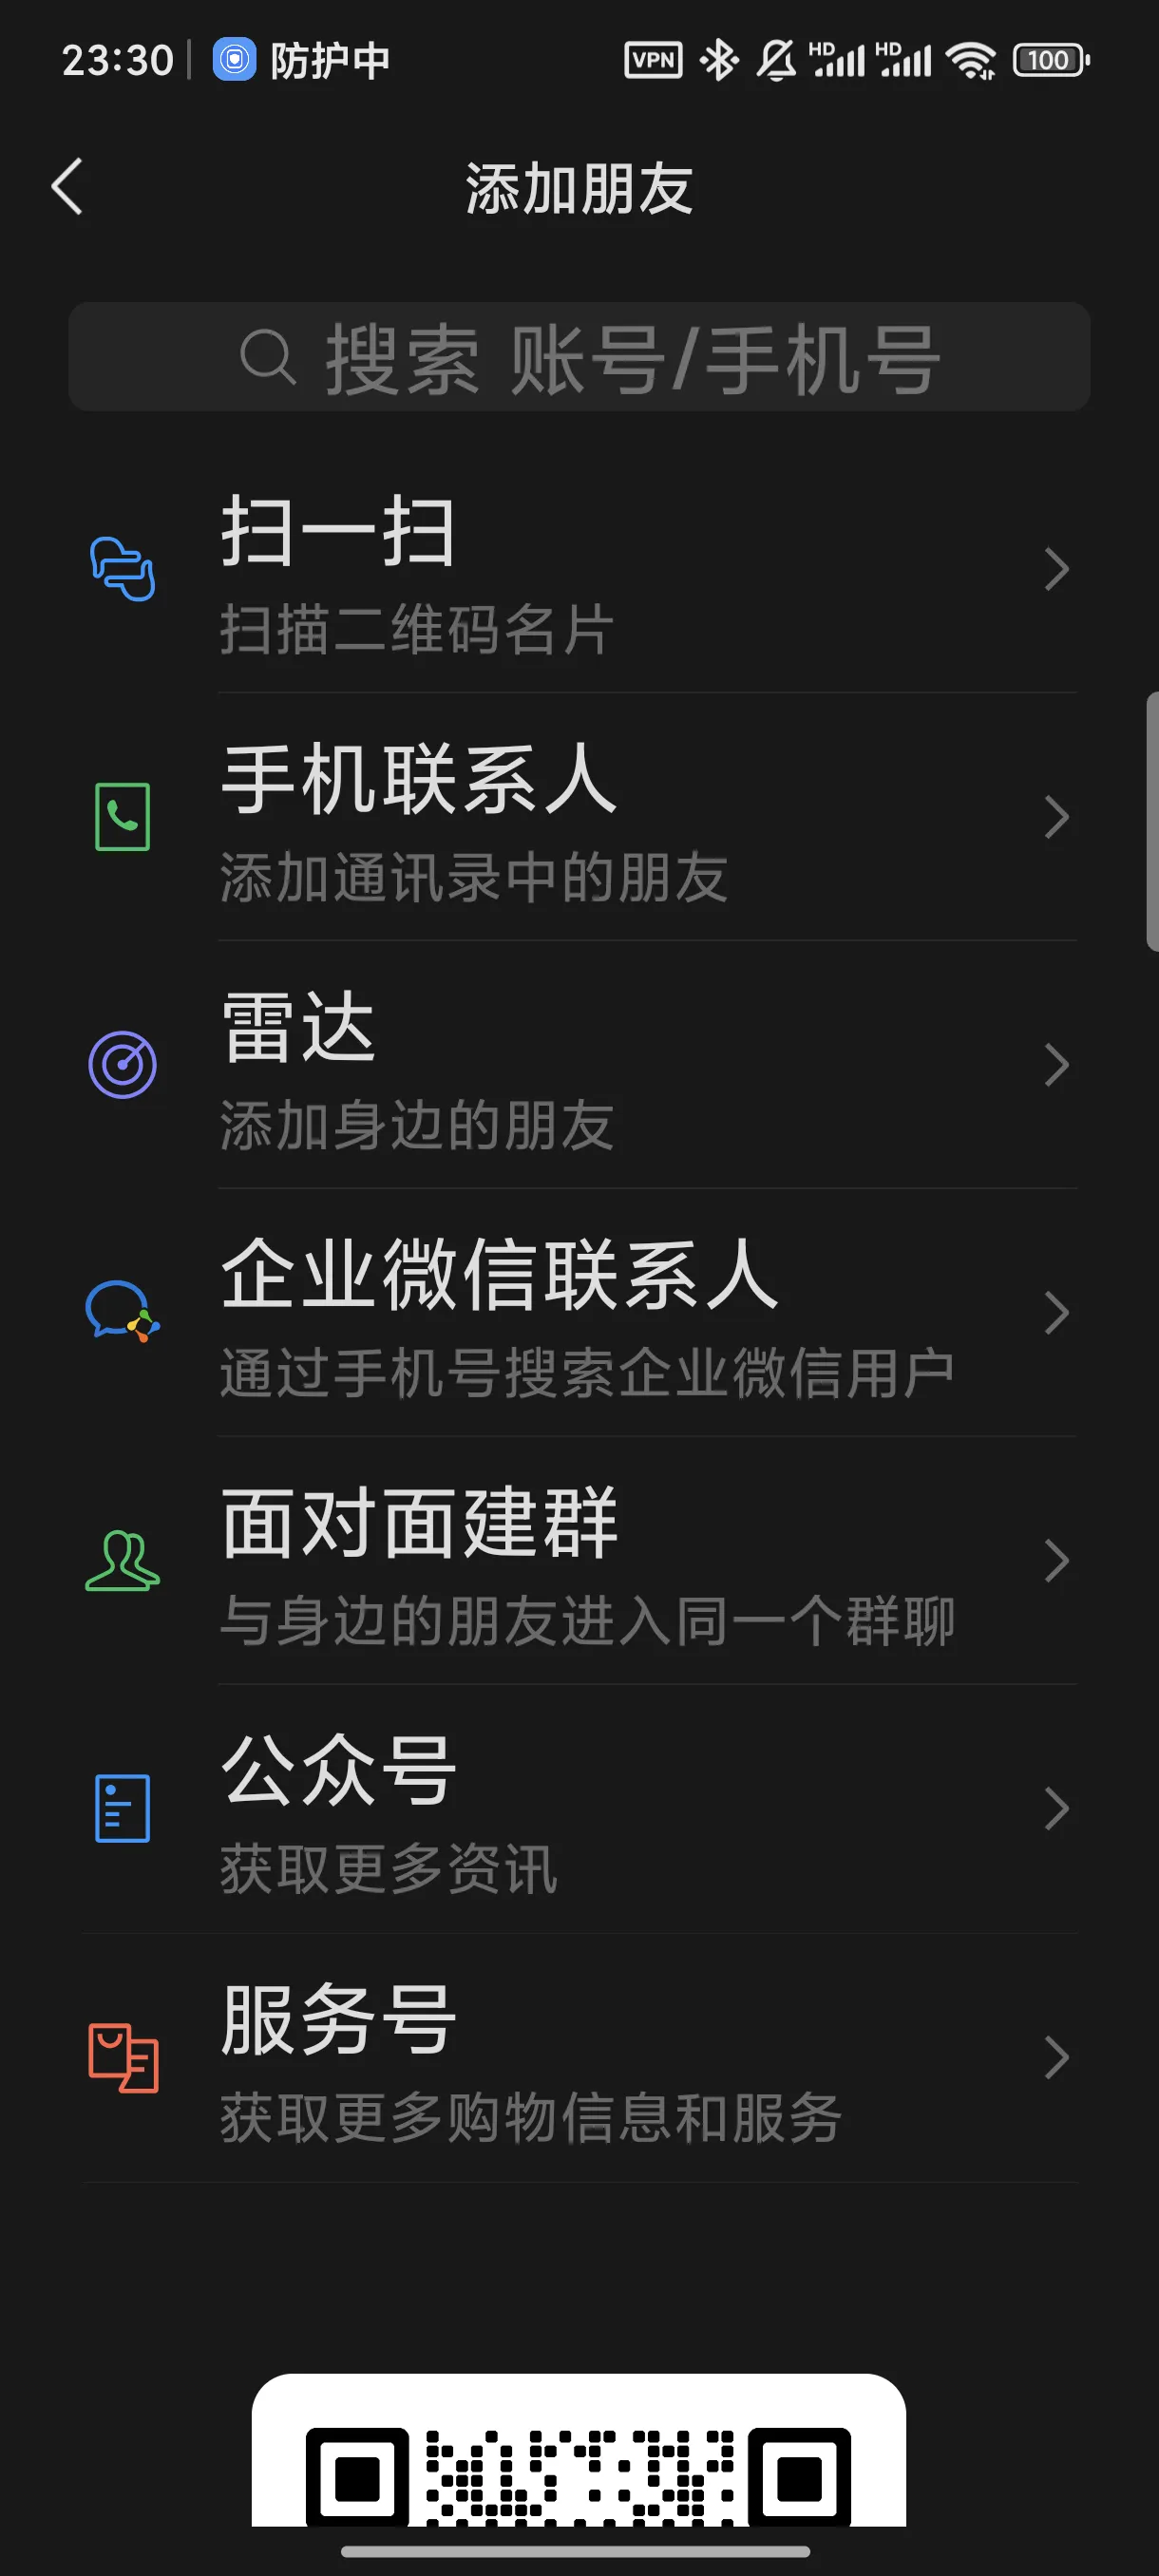 23:30 防护中 VPN HD HD 100
添加朋友
搜索 账号/手机号
扫一扫
扫描二维码名片
手机联系人
添加通讯录中的朋友
雷达
添加身边的朋友
企业微信联系人
通过手机号搜索企业微信用户
面对面建群
与身边的朋友进入同一个群聊
公众号
获取更多资讯
服务号
获取更多购物信息和服务